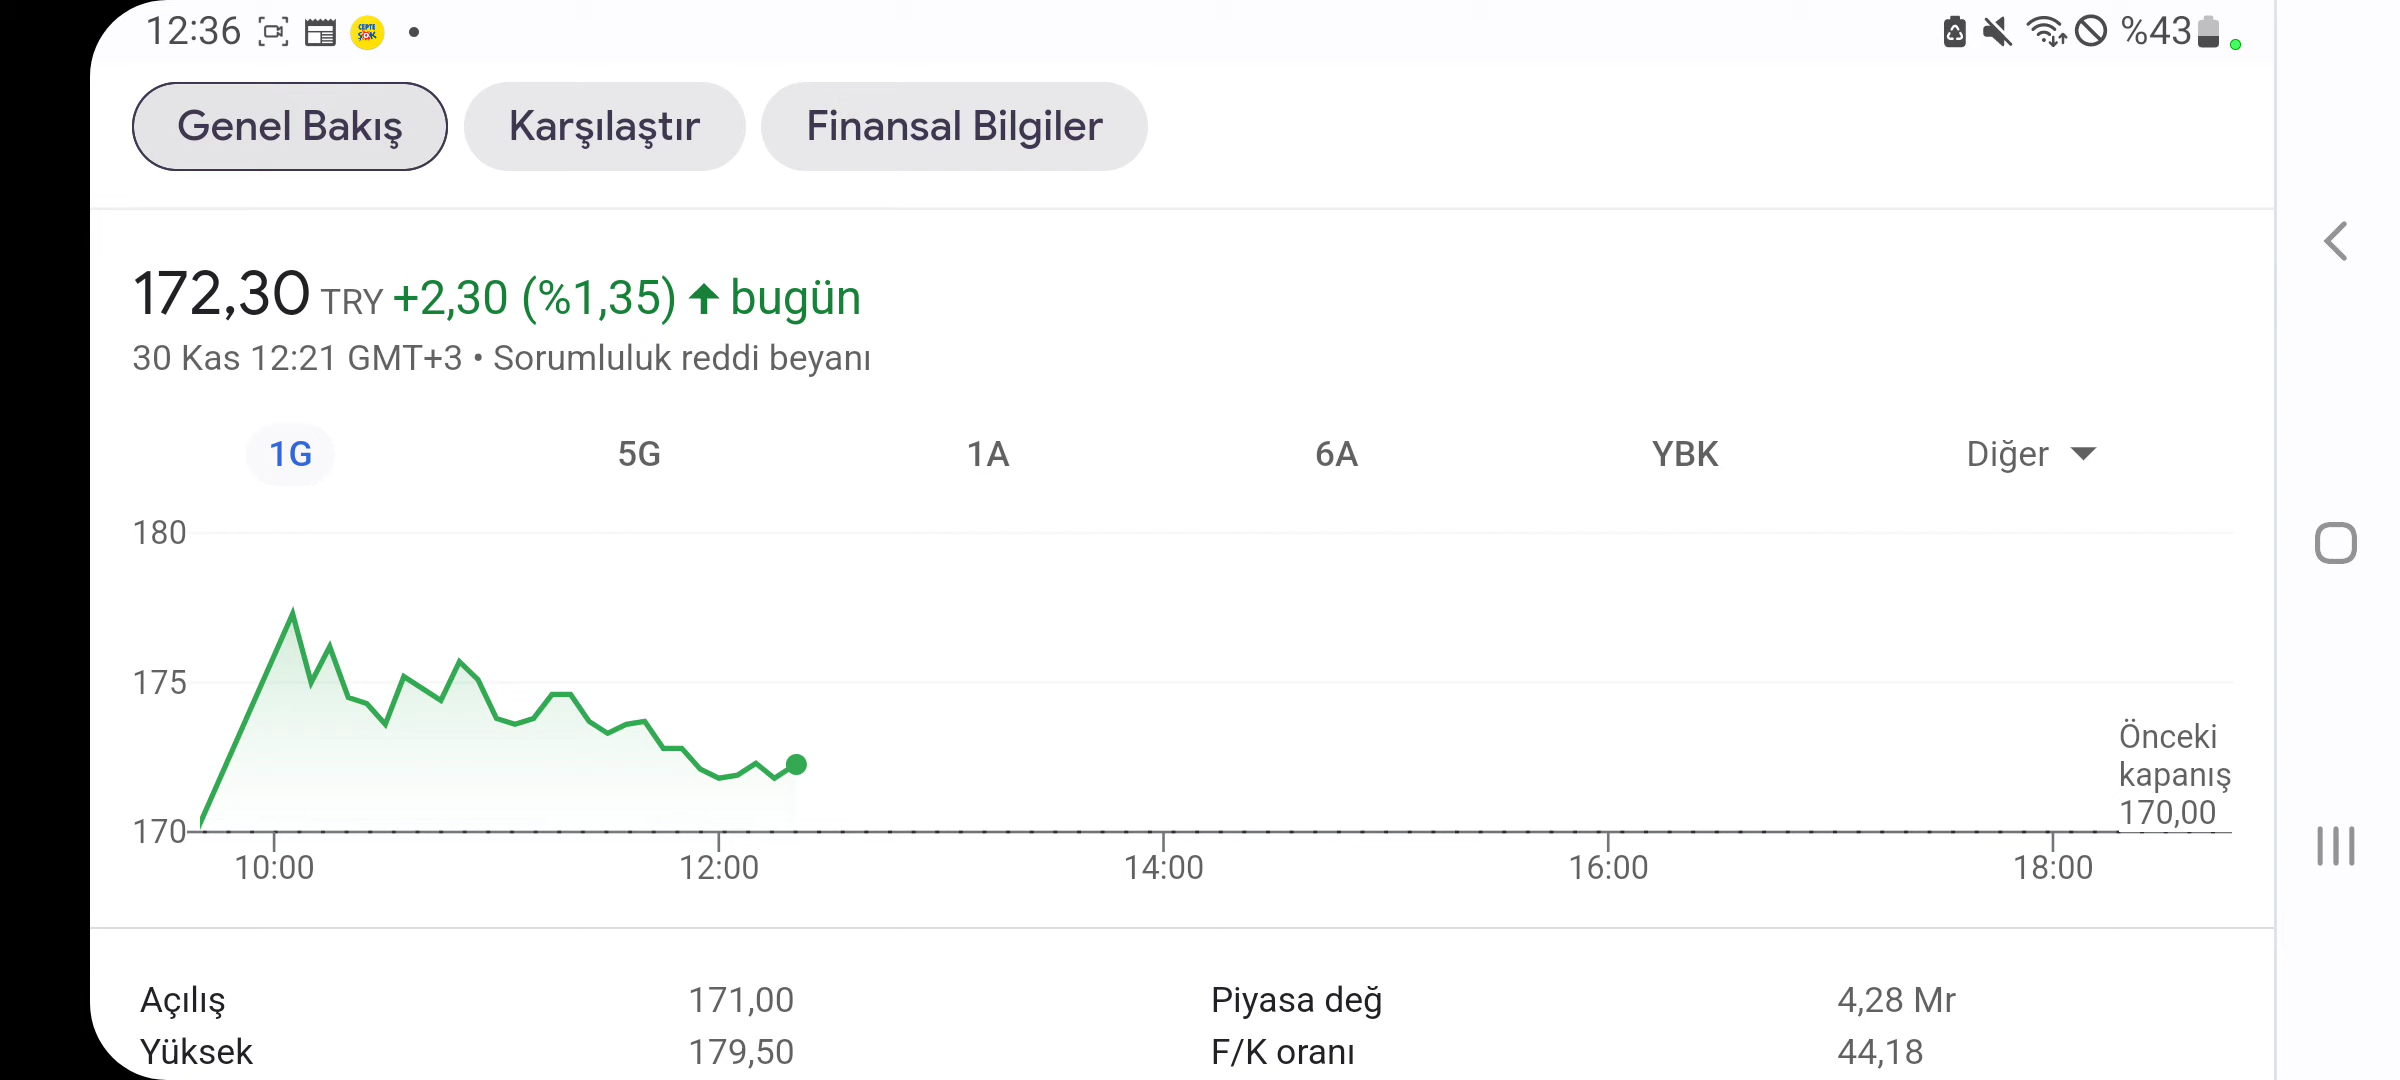 12:36 CEPTE ŞOK %43
Genel Bakış Karşılaştır Finansal Bilgiler
172,30 TRY +2,30 (%1,35) bugün
30 Kas 12:21 GMT+3 • Sorumluluk reddi beyanı
1G 5G 1A 6A YBK Diğer
180
175
170
Önceki
kapanış
170,00
10:00 12:00 14:00 16:00 18:00
Açılış 171,00 Piyasa değ 4,28 Mr
Yüksek 179,50 F/K oranı 44,18